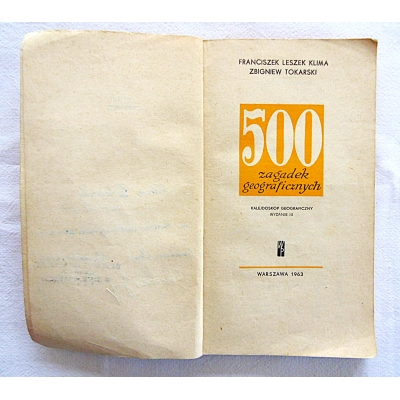 FRANCISZEK LESZEK KLIMA
ZBIGNIEW TOKARSKI
500
zagadek
geograficznych
KALEJDOSKOP GEOGRAFICZNY
WYDANIE III
WARSZAWA 1963